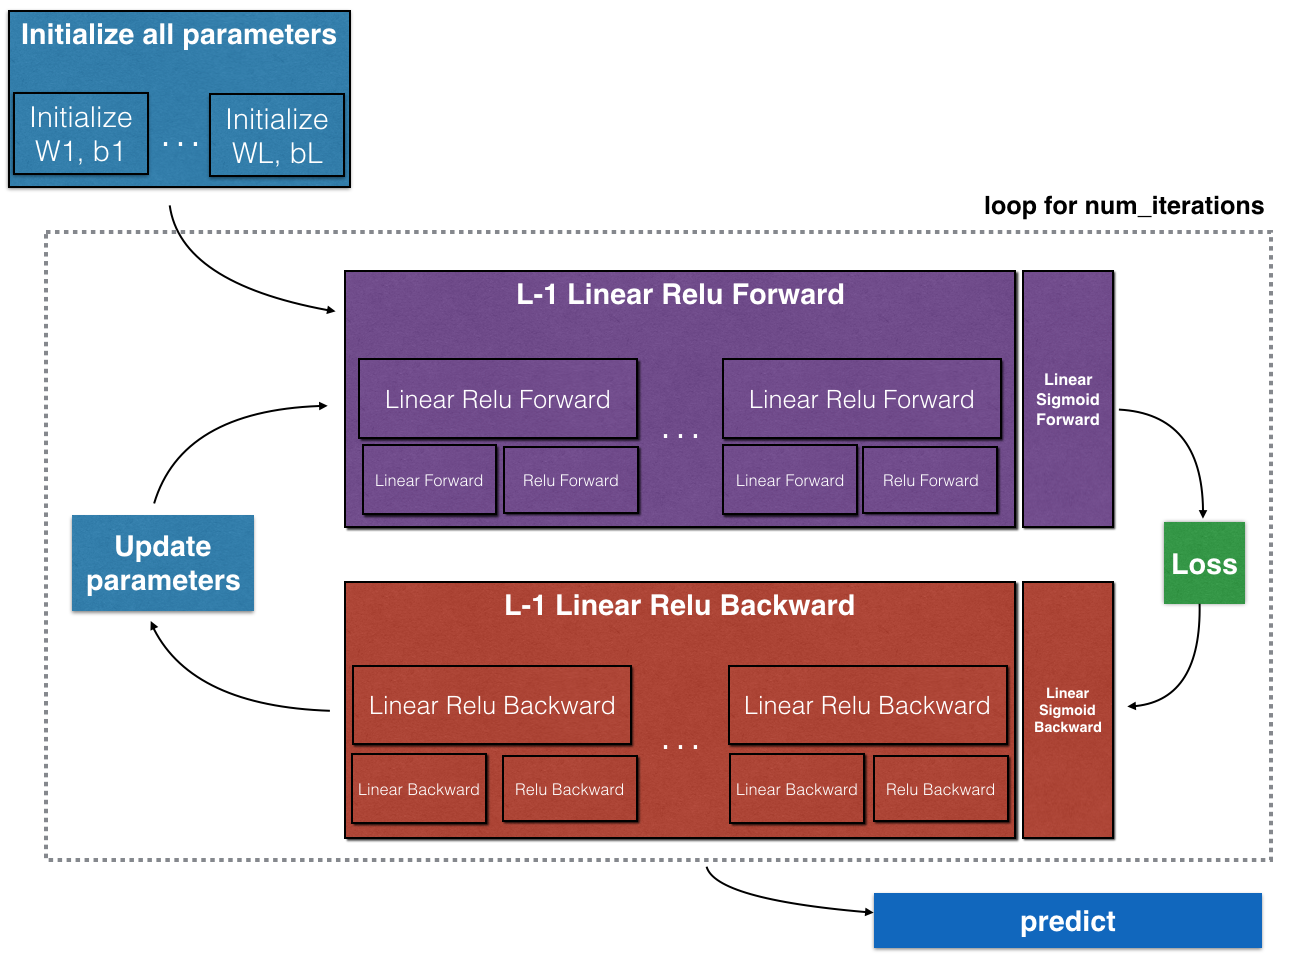 Initialize all parameters
Initialize
W1, b1
. . .
Initialize
WL, bL
loop for num_iterations
L-1 Linear Relu Forward
Linear Relu Forward
. . .
Linear Relu Forward
Linear Forward
Relu Forward
Linear Forward
Relu Forward
Linear
Sigmoid
Forward
Update
parameters
Loss
L-1 Linear Relu Backward
Linear Relu Backward
. . .
Linear Relu Backward
Linear Backward
Relu Backward
Linear Backward
Relu Backward
Linear
Sigmoid
Backward
predict